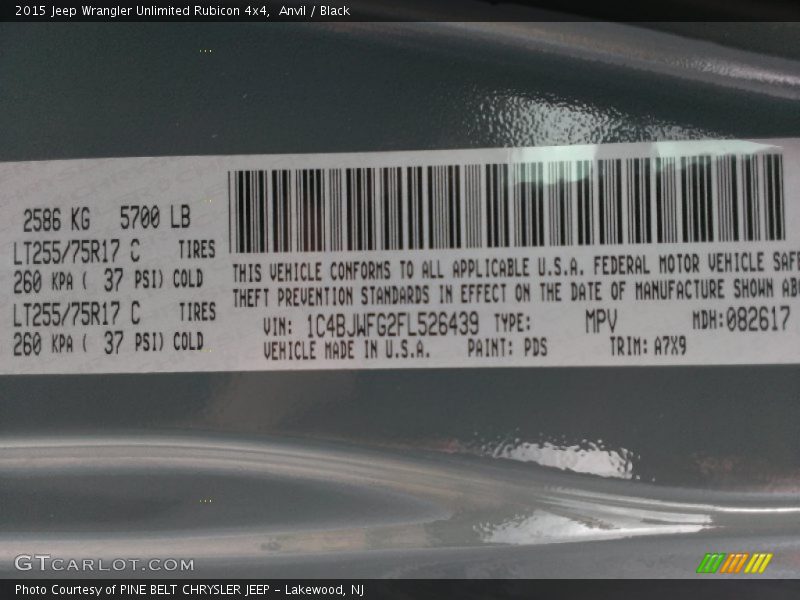 2015 Jeep Wrangler Unlimited Rubicon 4x4,  Anvil / Black
2586 KG 5700 LB
LT255/75R17 C TIRES
260 KPA ( 37 PSI) COLD
LT255/75R17 C TIRES
260 KPA ( 37 PSI) COLD
THIS VEHICLE CONFORMS TO ALL APPLICABLE U.S.A. FEDERAL MOTOR VEHICLE SAFE
THEFT PREVENTION STANDARDS IN EFFECT ON THE DATE OF MANUFACTURE SHOWN AB
VIN: 1C4BJWFG2FL526439 TYPE: MPV MDH:082617
VEHICLE MADE IN U.S.A. PAINT: PDS TRIM: A7X9
GTCARLOT.COM
Photo Courtesy of PINE BELT CHRYSLER JEEP - Lakewood, NJ